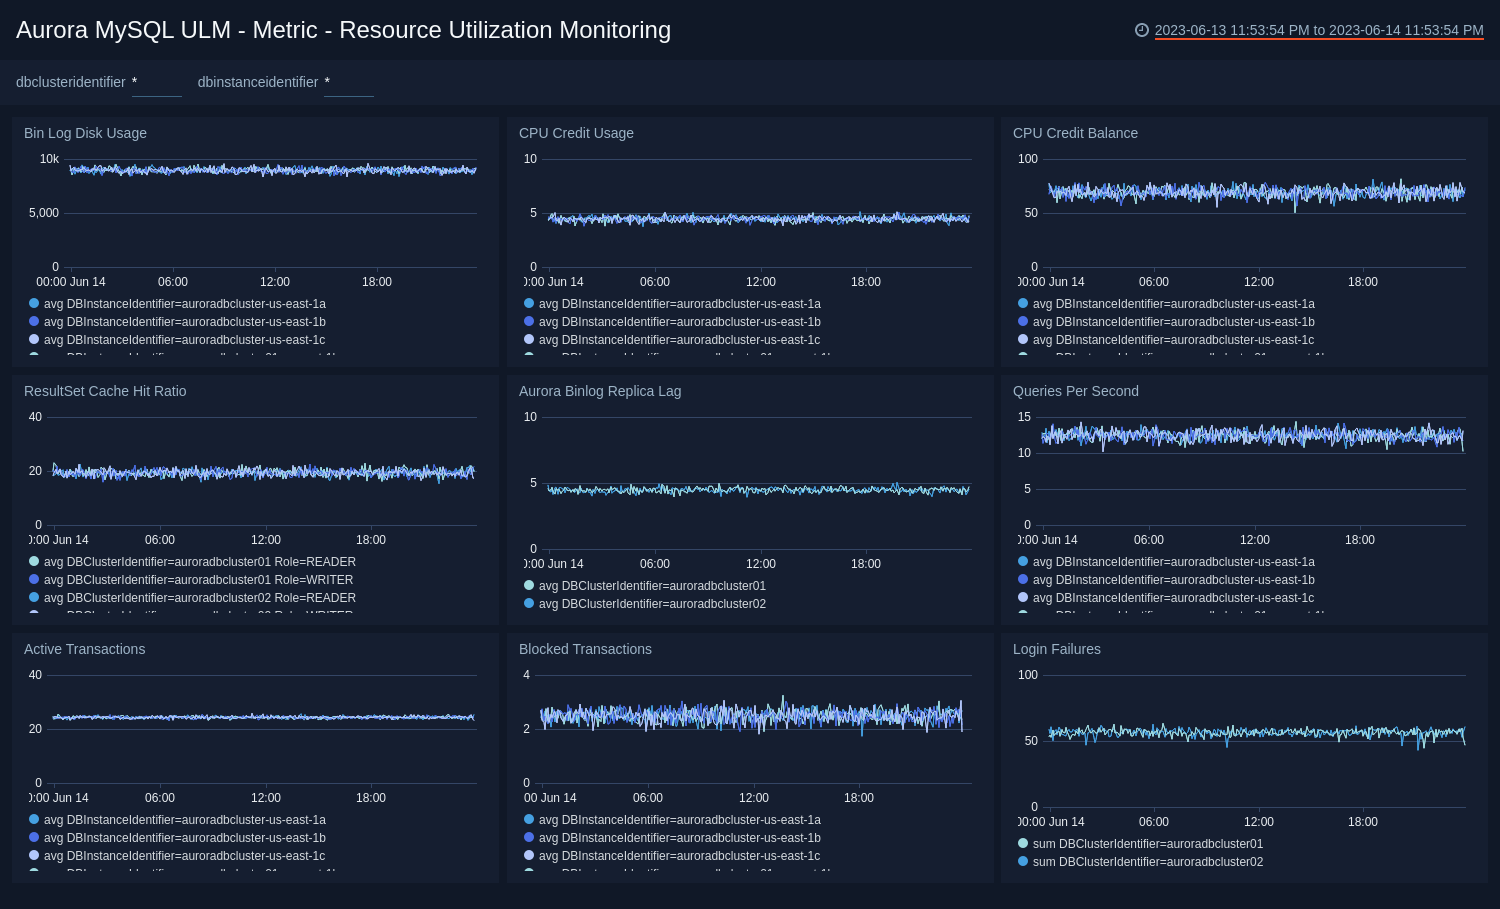 Aurora MySQL ULM - Metric - Resource Utilization Monitoring
2023-06-13 11:53:54 PM to 2023-06-14 11:53:54 PM
dbclusteridentifier *
dbinstanceidentifier *
Bin Log Disk Usage
10k
5,000
0
00:00 Jun 14 06:00 12:00 18:00
avg DBInstanceIdentifier=auroradbcluster-us-east-1a
avg DBInstanceIdentifier=auroradbcluster-us-east-1b
avg DBInstanceIdentifier=auroradbcluster-us-east-1c
CPU Credit Usage
10
5
0
0:00 Jun 14 06:00 12:00 18:00
avg DBInstanceIdentifier=auroradbcluster-us-east-1a
avg DBInstanceIdentifier=auroradbcluster-us-east-1b
avg DBInstanceIdentifier=auroradbcluster-us-east-1c
CPU Credit Balance
100
50
0
00:00 Jun 14 06:00 12:00 18:00
avg DBInstanceIdentifier=auroradbcluster-us-east-1a
avg DBInstanceIdentifier=auroradbcluster-us-east-1b
avg DBInstanceIdentifier=auroradbcluster-us-east-1c
ResultSet Cache Hit Ratio
40
20
0
0:00 Jun 14 06:00 12:00 18:00
avg DBClusterIdentifier=auroradbcluster01 Role=READER
avg DBClusterIdentifier=auroradbcluster01 Role=WRITER
avg DBClusterIdentifier=auroradbcluster02 Role=READER
avg DBClusterIdentifier=auroradbcluster02 Role=WRITER
Aurora Binlog Replica Lag
10
5
0
0:00 Jun 14 06:00 12:00 18:00
avg DBClusterIdentifier=auroradbcluster01
avg DBClusterIdentifier=auroradbcluster02
Queries Per Second
15
10
5
0
0:00 Jun 14 06:00 12:00 18:00
avg DBInstanceIdentifier=auroradbcluster-us-east-1a
avg DBInstanceIdentifier=auroradbcluster-us-east-1b
avg DBInstanceIdentifier=auroradbcluster-us-east-1c
Active Transactions
40
20
0
0:00 Jun 14 06:00 12:00 18:00
avg DBInstanceIdentifier=auroradbcluster-us-east-1a
avg DBInstanceIdentifier=auroradbcluster-us-east-1b
avg DBInstanceIdentifier=auroradbcluster-us-east-1c
Blocked Transactions
4
2
0
00 Jun 14 06:00 12:00 18:00
avg DBInstanceIdentifier=auroradbcluster-us-east-1a
avg DBInstanceIdentifier=auroradbcluster-us-east-1b
avg DBInstanceIdentifier=auroradbcluster-us-east-1c
Login Failures
100
50
0
00:00 Jun 14 06:00 12:00 18:00
sum DBClusterIdentifier=auroradbcluster01
sum DBClusterIdentifier=auroradbcluster02